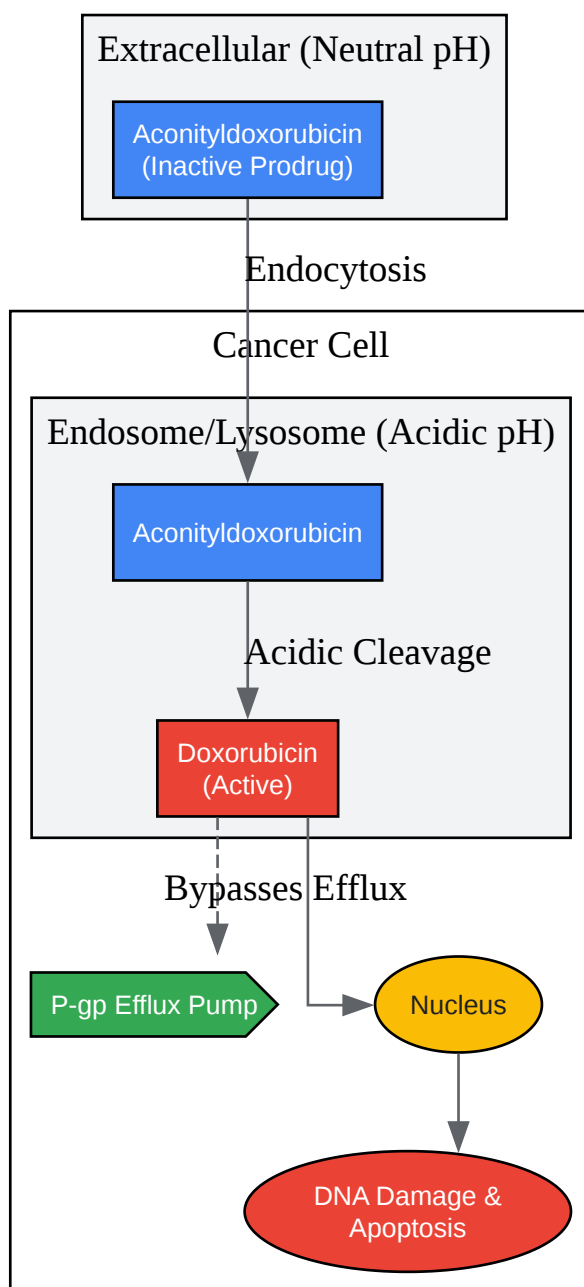 Extracellular (Neutral pH)
Aconityldoxorubicin
(Inactive Prodrug)
Endocytosis
Cancer Cell
Endosome/Lysosome (Acidic pH)
Aconityldoxorubicin
Acidic Cleavage
Doxorubicin
(Active)
Bypasses Efflux
P-gp Efflux Pump
Nucleus
DNA Damage &
Apoptosis